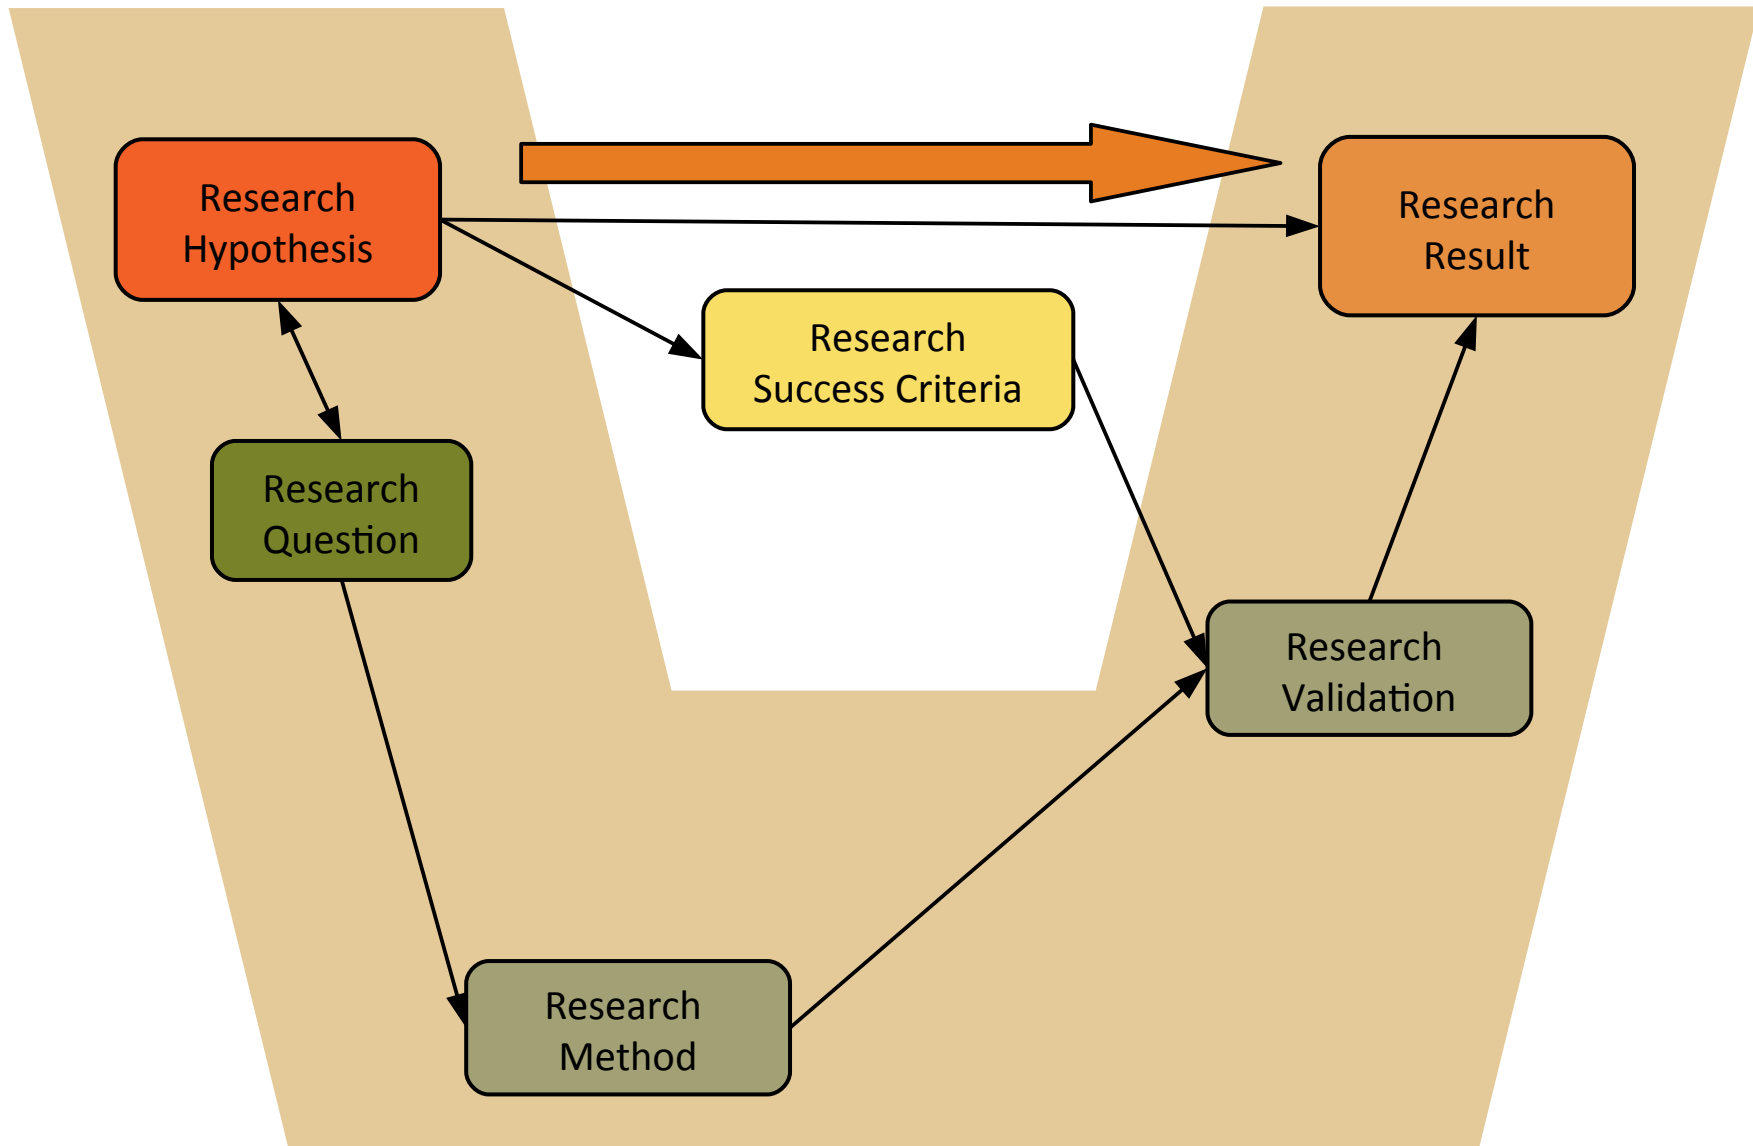 Research
Hypothesis
Research
Result
Research
Success Criteria
Research
Question
Research
Validation
Research
Method